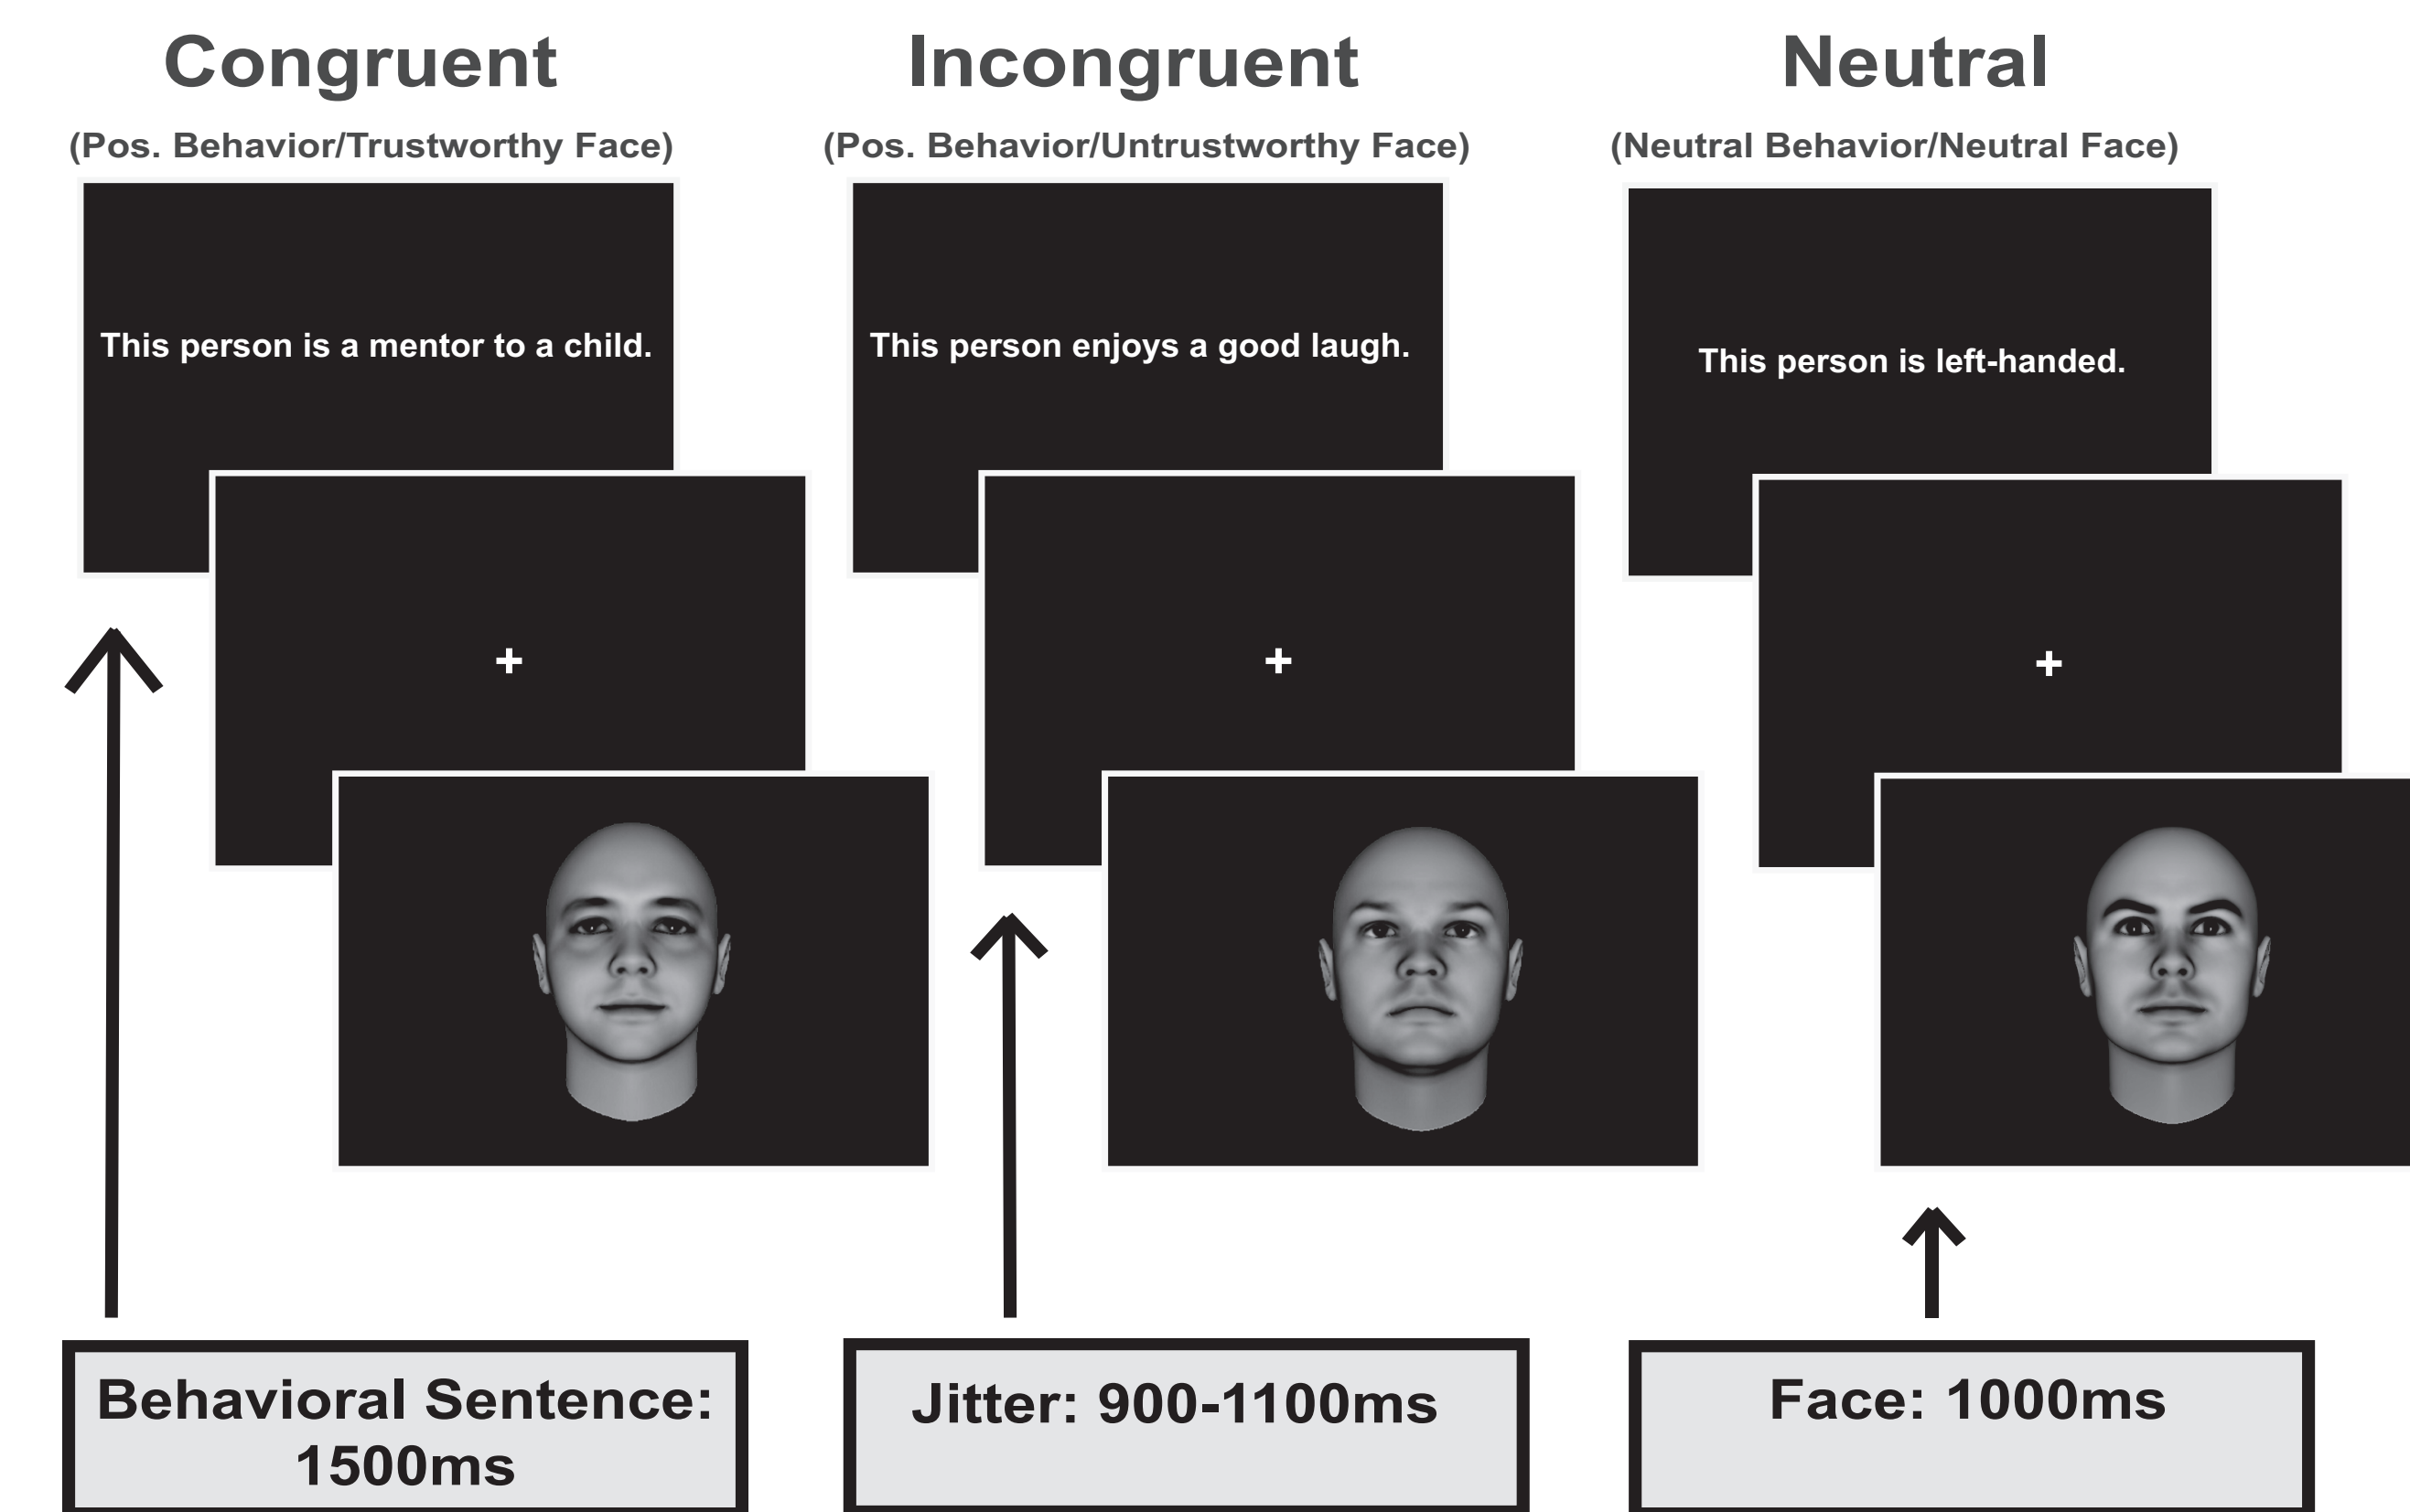 Congruent
(Pos. Behavior/Trustworthy Face)
This person is a mentor to a child.
+
Incongruent
(Pos. Behavior/Untrustworthy Face)
This person enjoys a good laugh.
+
Neutral
(Neutral Behavior/Neutral Face)
This person is left-handed.
+
Behavioral Sentence:
1500ms
Jitter: 900-1100ms
Face: 1000ms